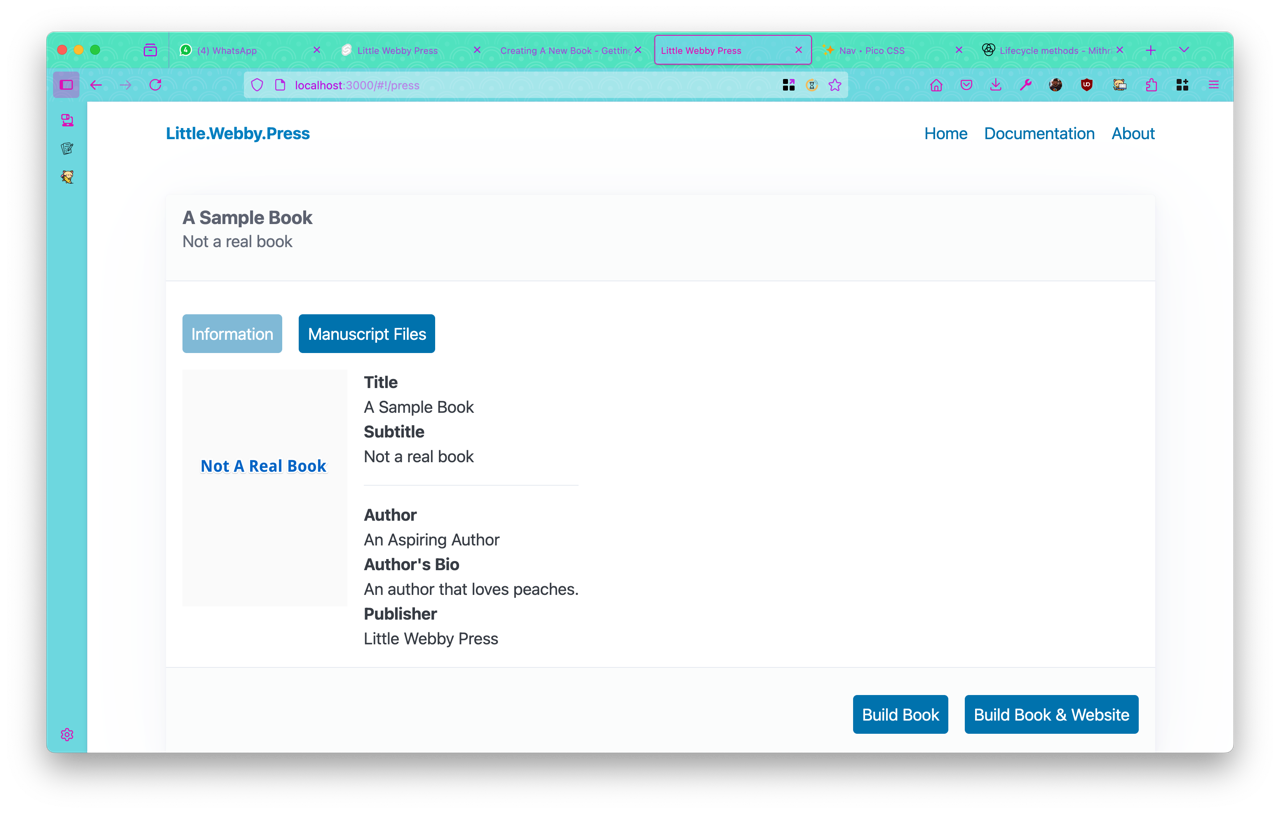 (4) WhatsApp
Little Webby Press
Creating A New Book - Gettin
Little Webby Press
Nav • Pico CSS
Lifecycle methods - Mithr
localhost:3000/#!/press
Little.Webby.Press
Home Documentation About
A Sample Book
Not a real book
Information Manuscript Files
Not A Real Book
Title
A Sample Book
Subtitle
Not a real book
Author
An Aspiring Author
Author's Bio
An author that loves peaches.
Publisher
Little Webby Press
Build Book Build Book & Website